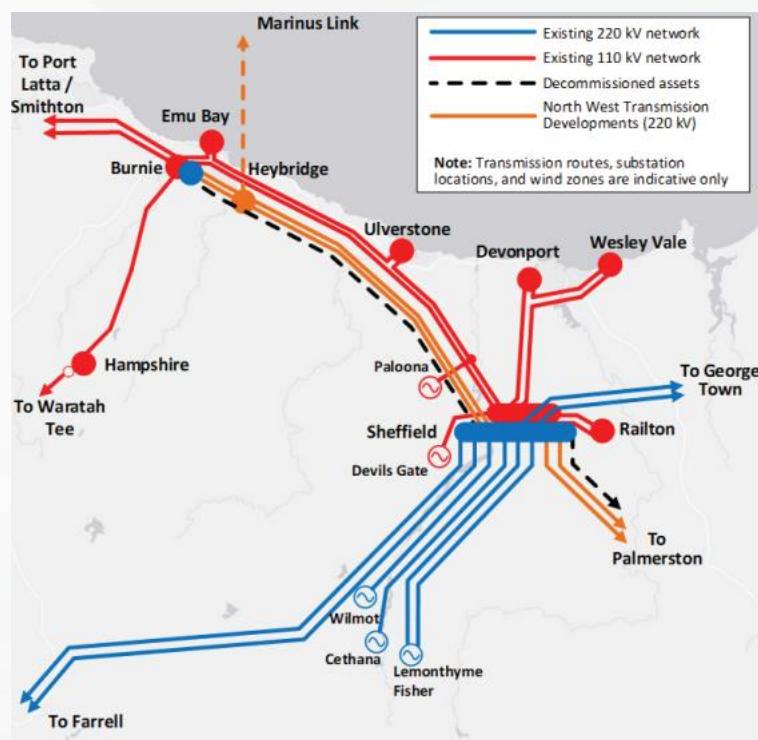 Marinus Link
Existing 220 kV network
Existing 110 kV network
Decommissioned assets
North West Transmission
Developments (220 kV)
Note: Transmission routes, substation
locations, and wind zones are indicative only
To Port
Latta /
Smithton
Emu Bay
Burnie
Heybridge
Ulverstone
Devonport
Wesley Vale
Hampshire
To Waratah
Tee
Paloona
To George
Town
Sheffield
Railton
Devils Gate
To
Palmerston
Wilmot
Cethana
Lemonthyme
Fisher
To Farrell